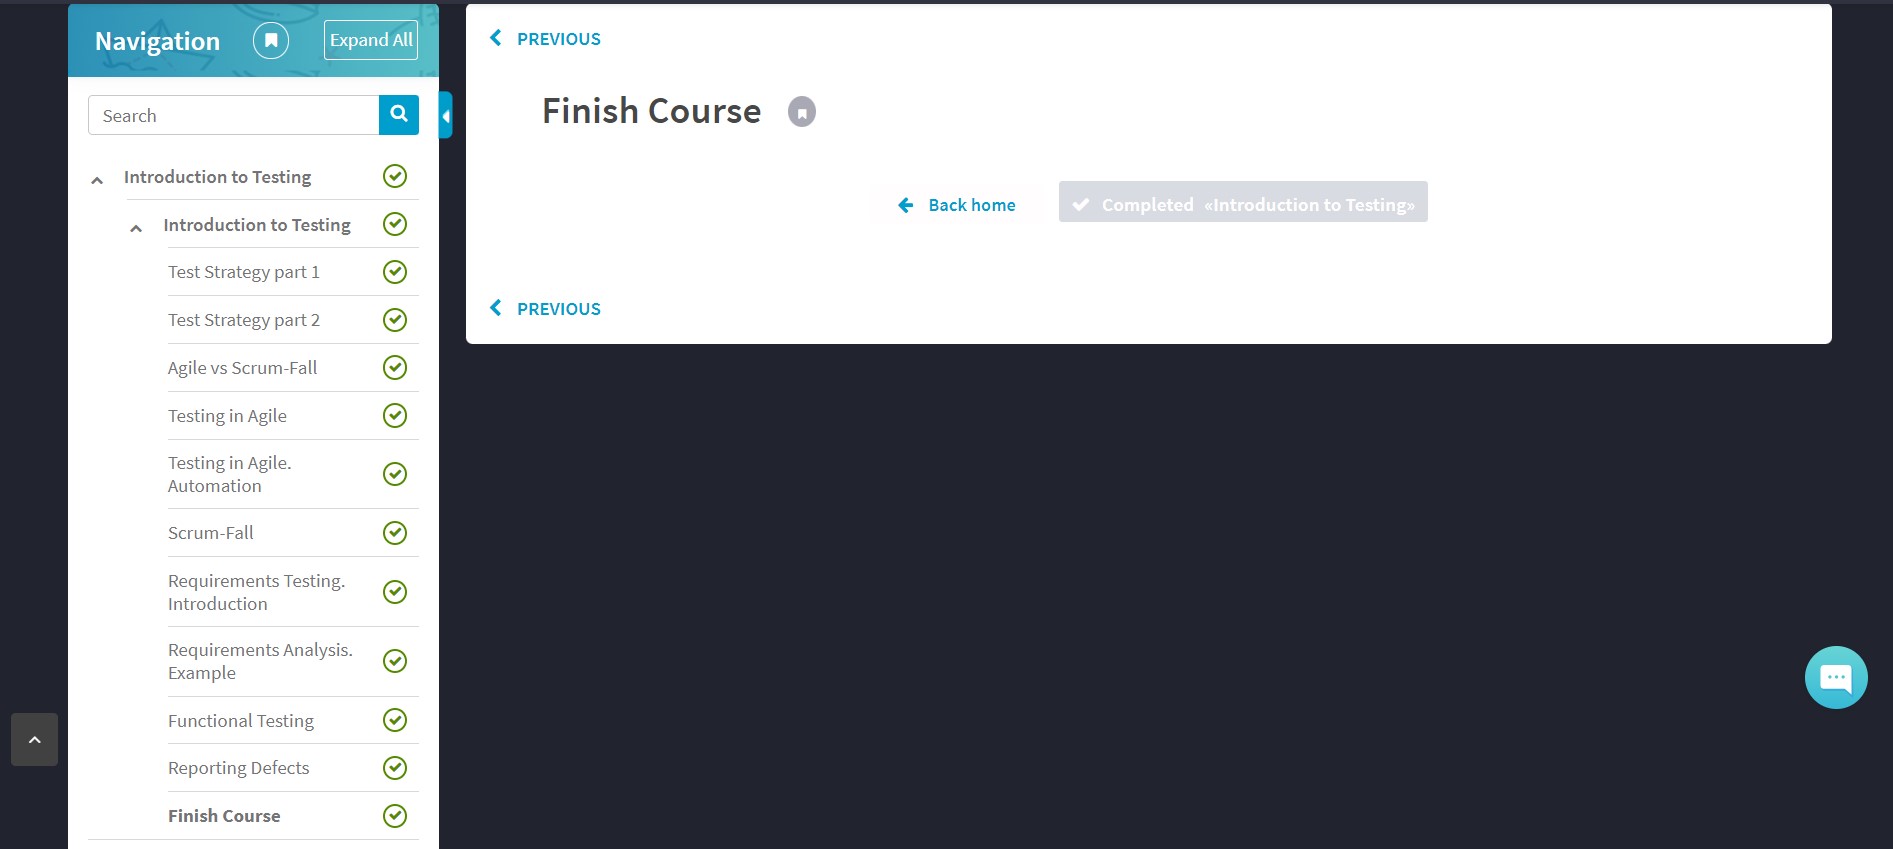 Navigation
Expand All
Search
Introduction to Testing
Introduction to Testing
Test Strategy part 1
Test Strategy part 2
Agile vs Scrum-Fall
Testing in Agile
Testing in Agile.
Automation
Scrum-Fall
Requirements Testing.
Introduction
Requirements Analysis.
Example
Functional Testing
Reporting Defects
Finish Course
PREVIOUS
Finish Course
Back home
Completed «Introduction to Testing»
PREVIOUS